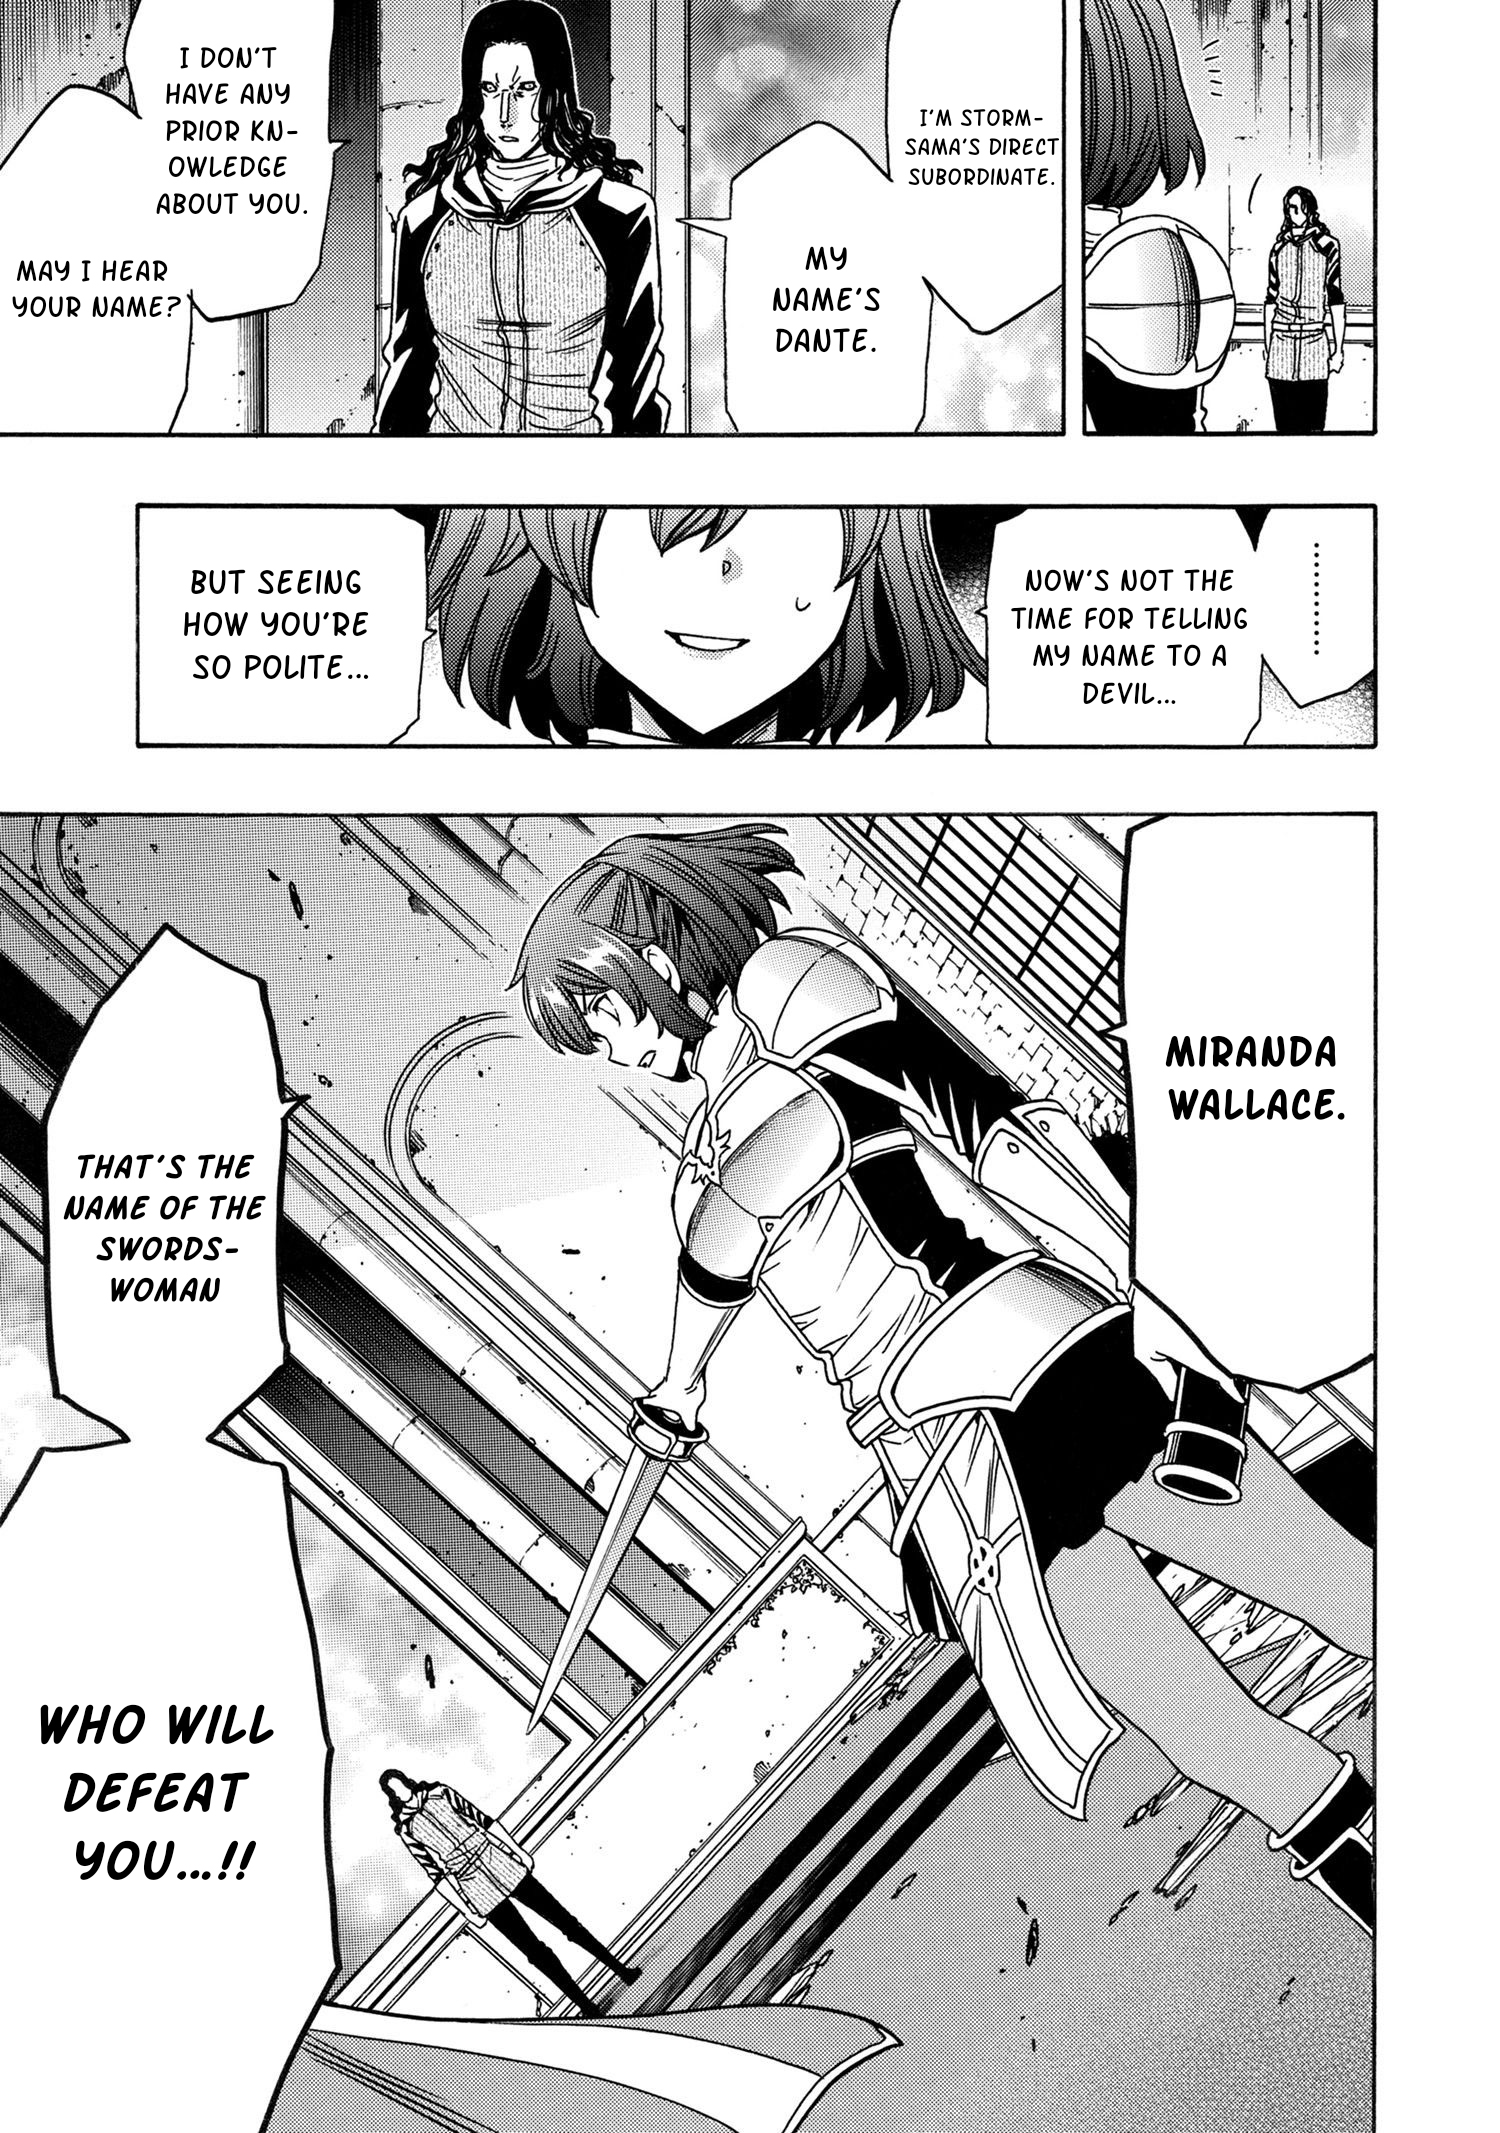 I'M STORM-
SAMA'S DIRECT
SUBORDINATE.
MY
NAME'S
DANTE.
I DON'T
HAVE ANY
PRIOR KN-
OWLEDGE
ABOUT YOU.
MAY I HEAR
YOUR NAME?
..........
NOW'S NOT THE
TIME FOR TELLING
MY NAME TO A
DEVIL...
BUT SEEING
HOW YOU'RE
SO POLITE...
MIRANDA
WALLACE.
THAT'S THE
NAME OF THE
SWORDS-
WOMAN
WHO WILL
DEFEAT
YOU...!!